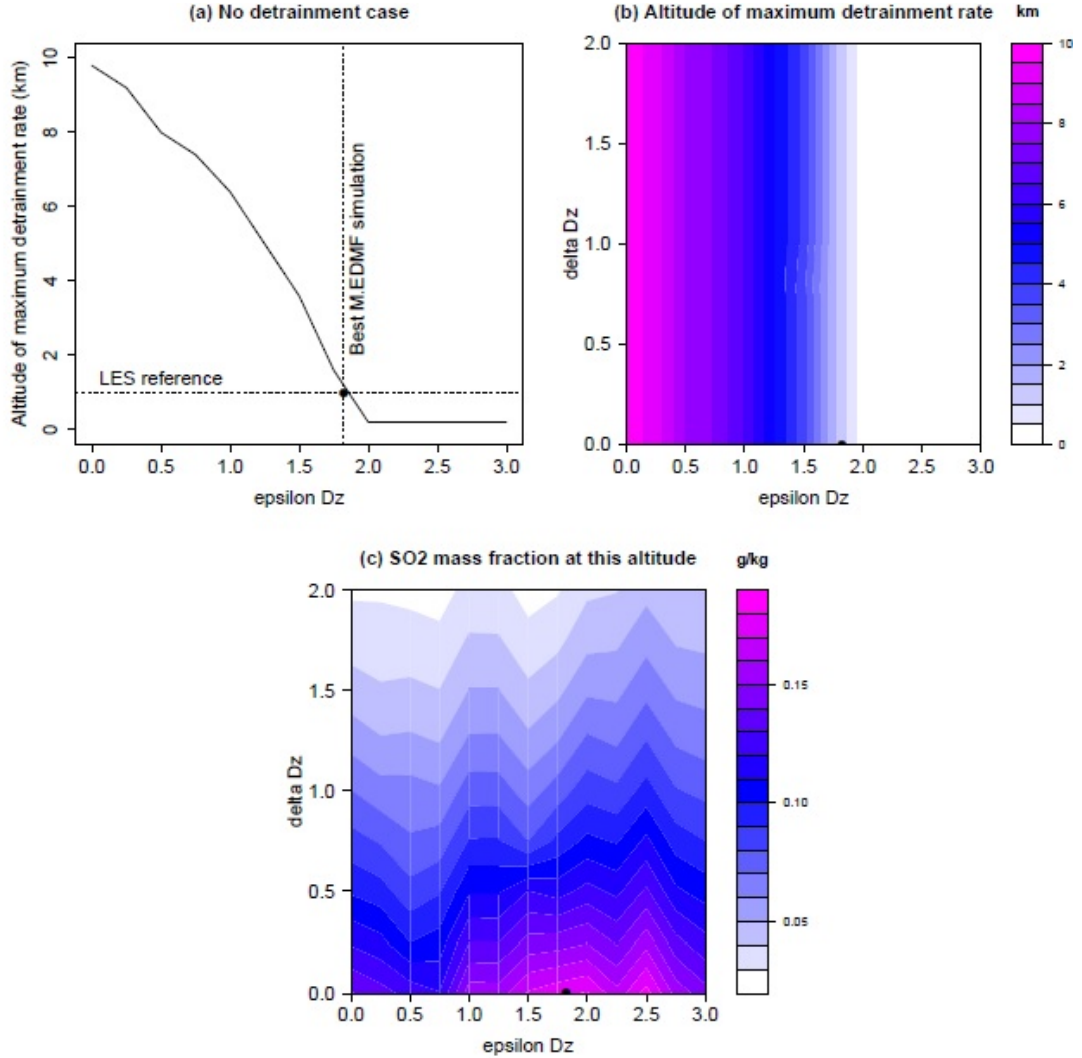 (a) No detrainment case
Altitude of maximum detrainment rate (km)
10
8
6
4
2
0
Best M.EDMF simulation
LES reference
0.0 0.5 1.0 1.5 2.0 2.5 3.0
epsilon Dz
(b) Altitude of maximum detrainment rate
km
delta Dz
2.0
1.5
1.0
0.5
0.0
0.0 0.5 1.0 1.5 2.0 2.5 3.0
epsilon Dz
10
8
6
4
2
0
(c) SO2 mass fraction at this altitude
g/kg
delta Dz
2.0
1.5
1.0
0.5
0.0
0.0 0.5 1.0 1.5 2.0 2.5 3.0
epsilon Dz
0.15
0.10
0.05